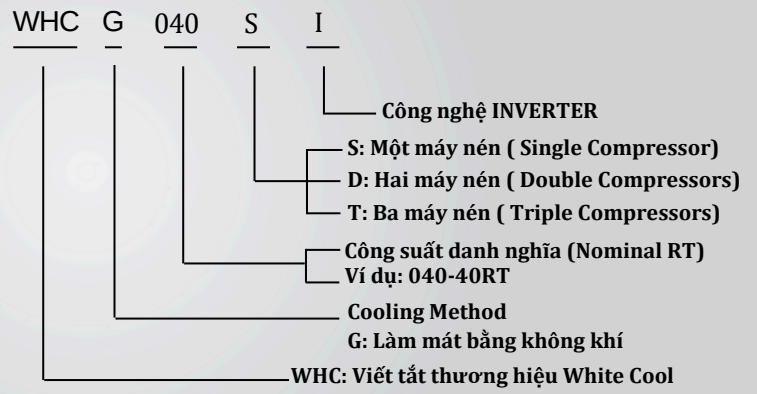 WHC G 040 S I
Công nghệ INVERTER
S: Một máy nén ( Single Compressor)
D: Hai máy nén ( Double Compressors)
T: Ba máy nén ( Triple Compressors)
Công suất danh nghĩa (Nominal RT)
Ví dụ: 040-40RT
Cooling Method
G: Làm mát bằng không khí
WHC: Viết tắt thương hiệu White Cool